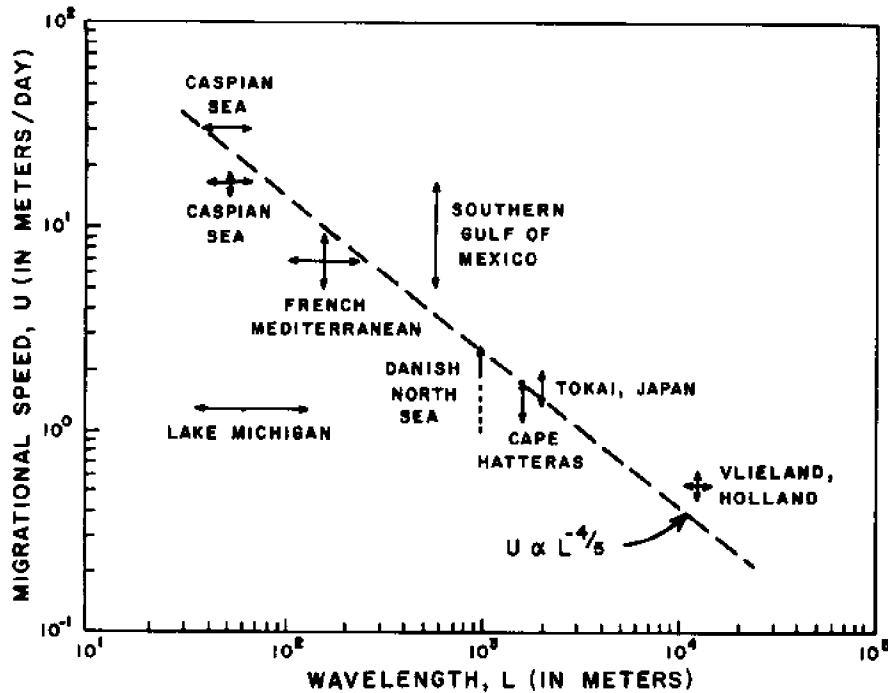 MIGRATIONAL SPEED, U (IN METERS/DAY)
10²
10¹
10⁰
10⁻¹
CASPIAN
SEA
CASPIAN
SEA
SOUTHERN
GULF OF
MEXICO
FRENCH
MEDITERRANEAN
DANISH
NORTH
SEA
TOKAI, JAPAN
LAKE MICHIGAN
CAPE
HATTERAS
VLIELAND,
HOLLAND
U ∝ L^-4/5
10¹
10²
10³
10⁴
10⁵
WAVELENGTH, L (IN METERS)